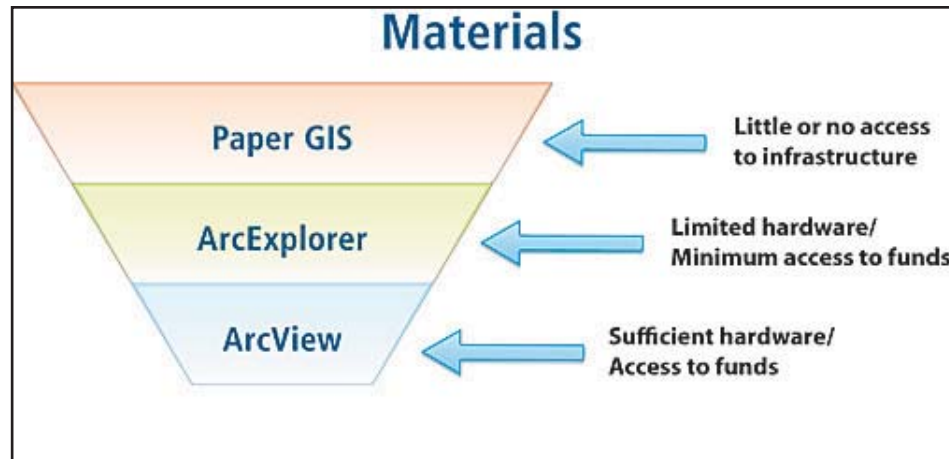 Materials
Paper GIS
Little or no access
to infrastructure
ArcExplorer
Limited hardware/
Minimum access to funds
ArcView
Sufficient hardware/
Access to funds